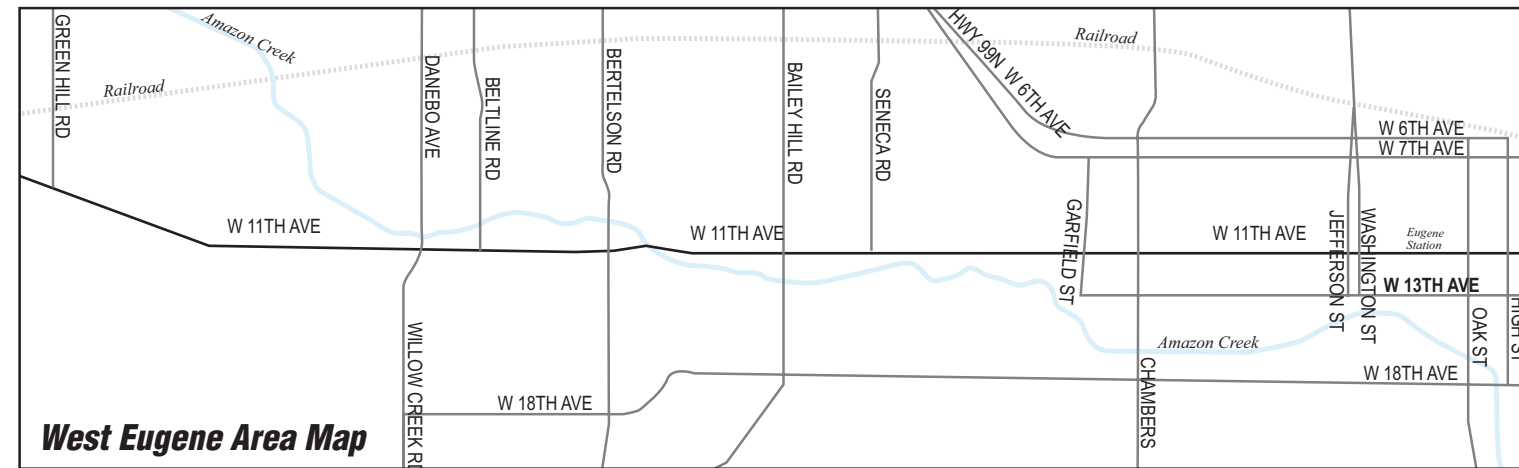 GREEN HILL RD
Amazon Creek
Railroad
DANEBO AVE
BELTLINE RD
BERTELSON RD
BAILEY HILL RD
SENECA RD
HWY 99N W 6TH AVE
Railroad
W 6TH AVE
W 7TH AVE
W 11TH AVE
W 11TH AVE
GARFIELD ST
W 11TH AVE
JEFFERSON ST
WASHINGTON ST
Eugene
Station
W 13TH AVE
HIGH ST
OAK ST
WILLOW CREEK RD
W 18TH AVE
Amazon Creek
CHAMBERS
W 18TH AVE
West Eugene Area Map